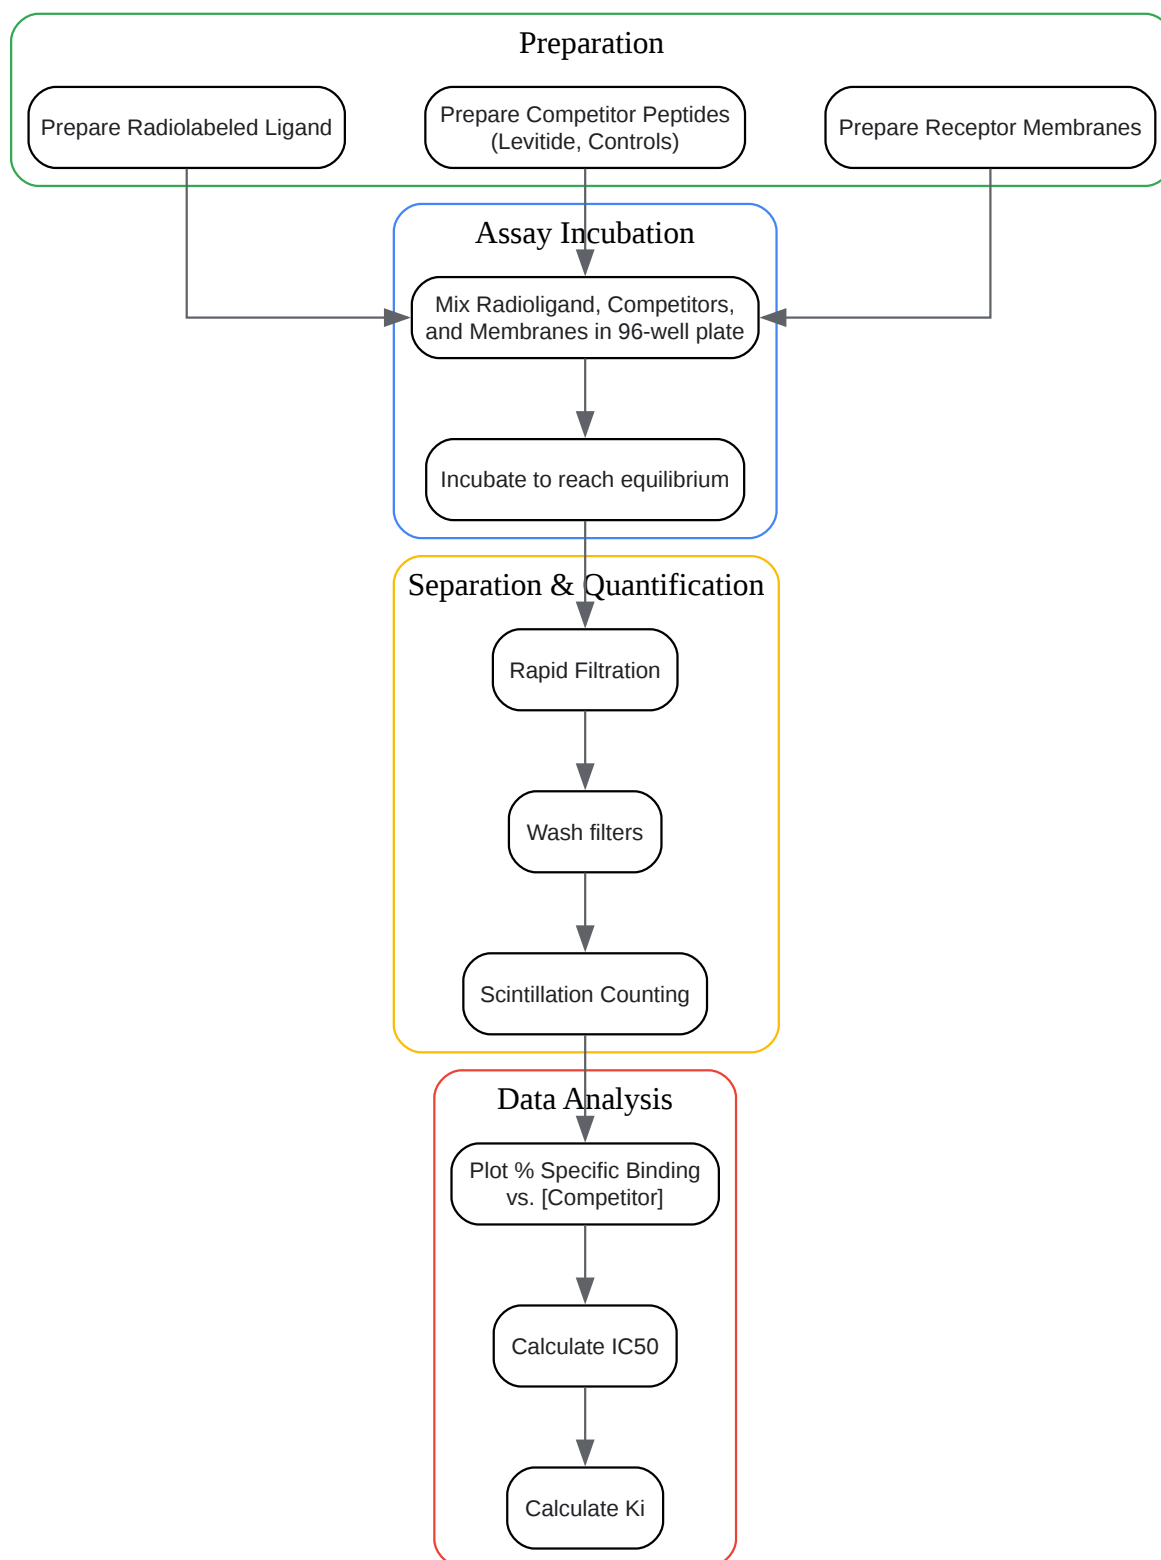 Preparation
Prepare Radiolabeled Ligand
Prepare Competitor Peptides
(Levitide, Controls)
Prepare Receptor Membranes
Assay Incubation
Mix Radioligand, Competitors,
and Membranes in 96-well plate
Incubate to reach equilibrium
Separation & Quantification
Rapid Filtration
Wash filters
Scintillation Counting
Data Analysis
Plot % Specific Binding
vs. [Competitor]
Calculate IC50
Calculate Ki